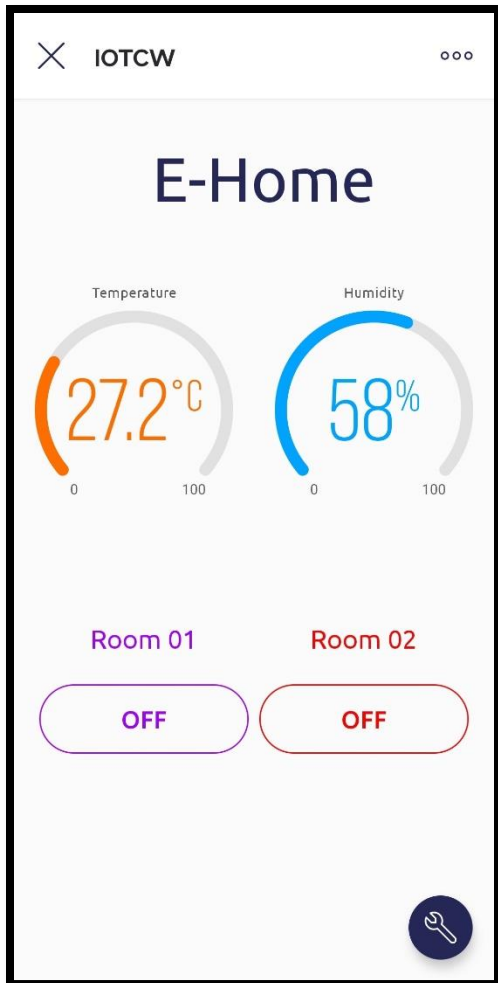 IOTCW
E-Home
Temperature Humidity
27.2°C 58%
0 100 0 100
Room 01 Room 02
OFF OFF